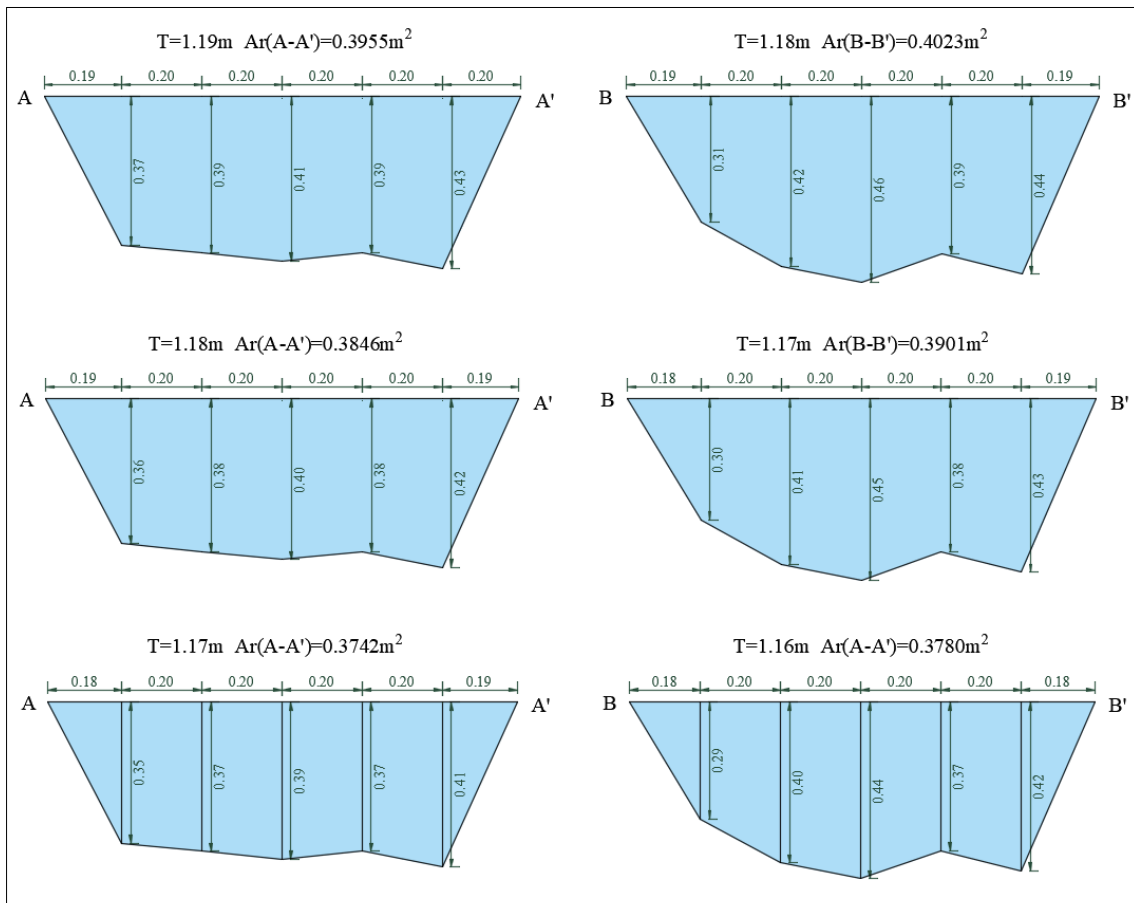 T=1.19m Ar(A-A')=0.3955m²
0.19 0.20 0.20 0.20 0.20 0.20
A A'
0.37 0.39 0.41 0.39 0.43
T=1.18m Ar(B-B')=0.4023m²
0.19 0.20 0.20 0.20 0.20 0.19
B B'
0.31 0.42 0.46 0.39 0.44
T=1.18m Ar(A-A')=0.3846m²
0.19 0.20 0.20 0.20 0.20 0.19
A A'
0.36 0.38 0.40 0.38 0.42
T=1.17m Ar(B-B')=0.3901m²
0.18 0.20 0.20 0.20 0.20 0.19
B B'
0.30 0.41 0.45 0.38 0.43
T=1.17m Ar(A-A')=0.3742m²
0.18 0.20 0.20 0.20 0.20 0.19
A A'
0.35 0.37 0.39 0.37 0.41
T=1.16m Ar(A-A')=0.3780m²
0.18 0.20 0.20 0.20 0.20 0.18
B B'
0.29 0.40 0.44 0.37 0.42